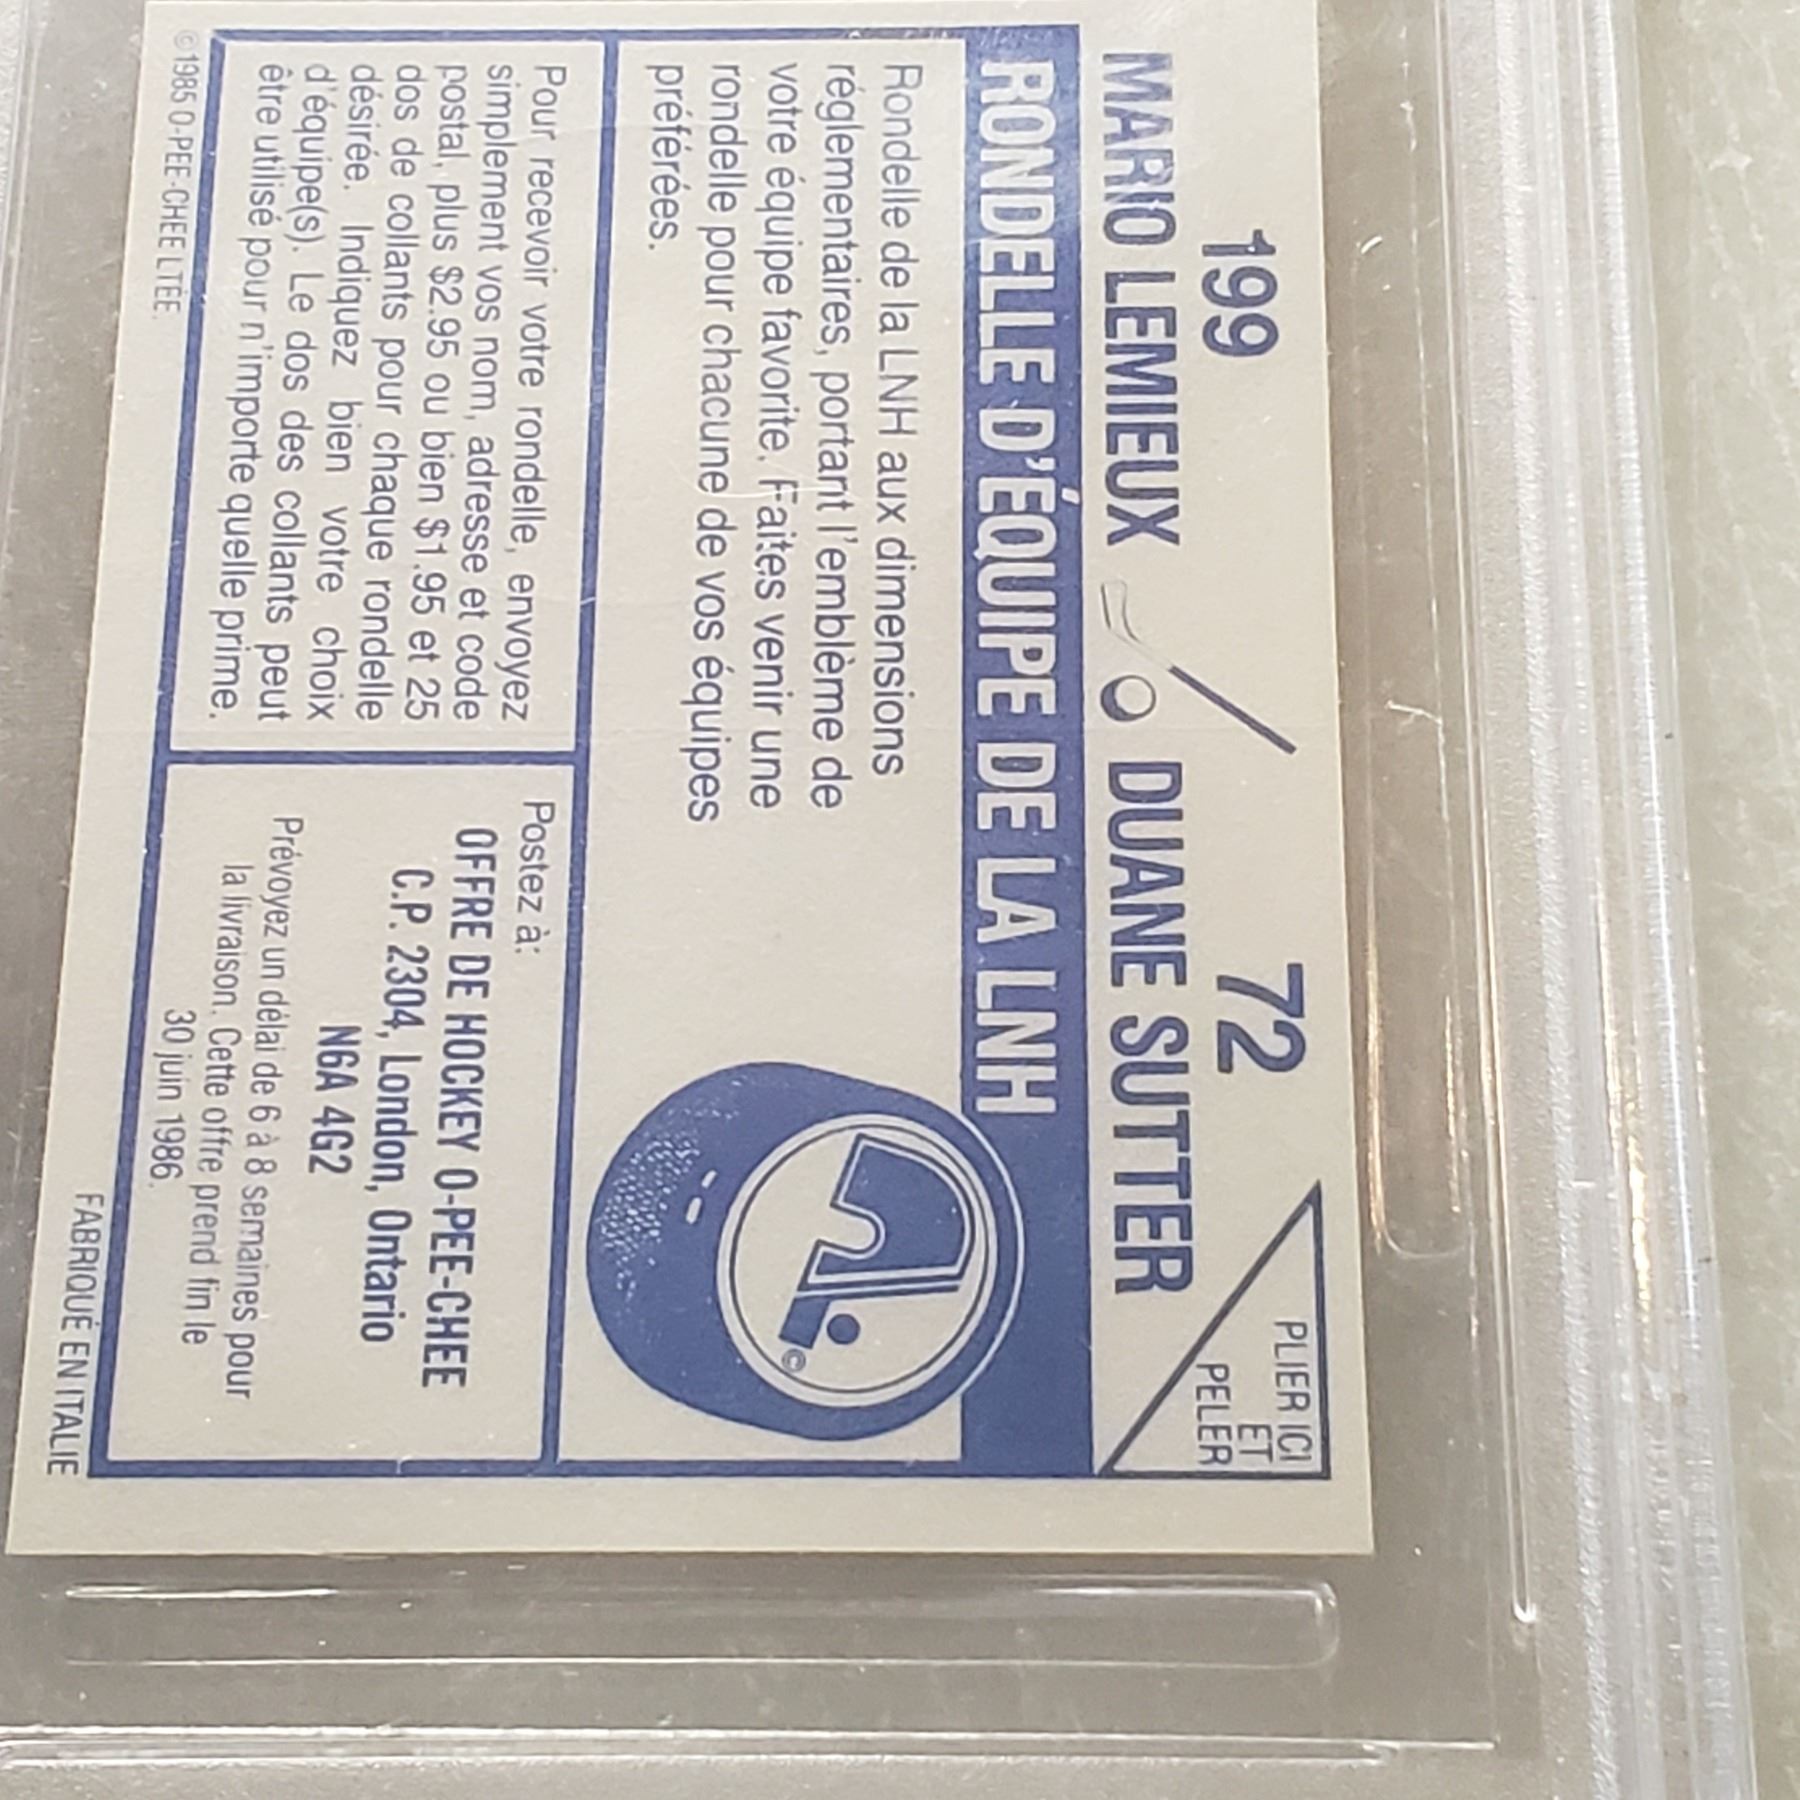 199 72
PLIER ICI
ET
PELER
MARIO LEMIEUX DUANE SUTTER
RONDELLE D'ÉQUIPE DE LA LNH
Rondelle de la LNH aux dimensions
réglementaires, portant l'emblème de
votre équipe favorite. Faites venir une
rondelle pour chacune de vos équipes
préférées.
©
Pour recevoir votre rondelle, envoyez
simplement vos nom, adresse et code
postal, plus $2.95 ou bien $1.95 et 25
dos de collants pour chaque rondelle
désirée. Indiquez bien votre choix
d'équipe(s). Le dos des collants peut
être utilisé pour n'importe quelle prime.
Postez à:
OFFRE DE HOCKEY O-PEE-CHEE
C.P. 2304, London, Ontario
N6A 4G2
Prévoyez un délai de 6 à 8 semaines pour
la livraison. Cette offre prend fin le
30 juin 1986.
©1985 O-PEE-CHEE LTÉE.
FABRIQUÉ EN ITALIE